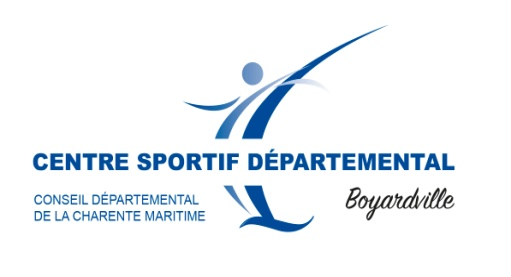 CENTRE SPORTIF DÉPARTEMENTAL
CONSEIL DÉPARTEMENTAL
DE LA CHARENTE MARITIME
Boyardville